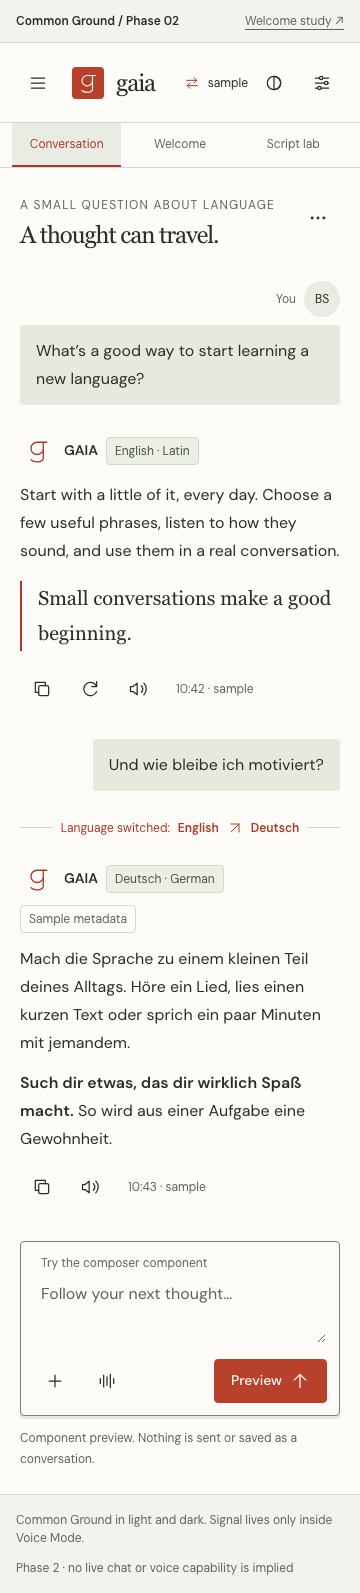 Common Ground / Phase 02
Welcome study ↗
g gaia
sample
Conversation
Welcome
Script lab
A SMALL QUESTION ABOUT LANGUAGE
A thought can travel.
You BS
What's a good way to start learning a
new language?
g GAIA English · Latin
Start with a little of it, every day. Choose a
few useful phrases, listen to how they
sound, and use them in a real conversation.
Small conversations make a good
beginning.
10:42 · sample
Und wie bleibe ich motiviert?
Language switched: English ↗ Deutsch
g GAIA Deutsch · German
Sample metadata
Mach die Sprache zu einem kleinen Teil
deines Alltags. Höre ein Lied, lies einen
kurzen Text oder sprich ein paar Minuten
mit jemandem.
Such dir etwas, das dir wirklich Spaß
macht. So wird aus einer Aufgabe eine
Gewohnheit.
10:43 · sample
Try the composer component
Follow your next thought...
Preview
Component preview. Nothing is sent or saved as a
conversation.
Common Ground in light and dark. Signal lives only inside
Voice Mode.
Phase 2 · no live chat or voice capability is implied